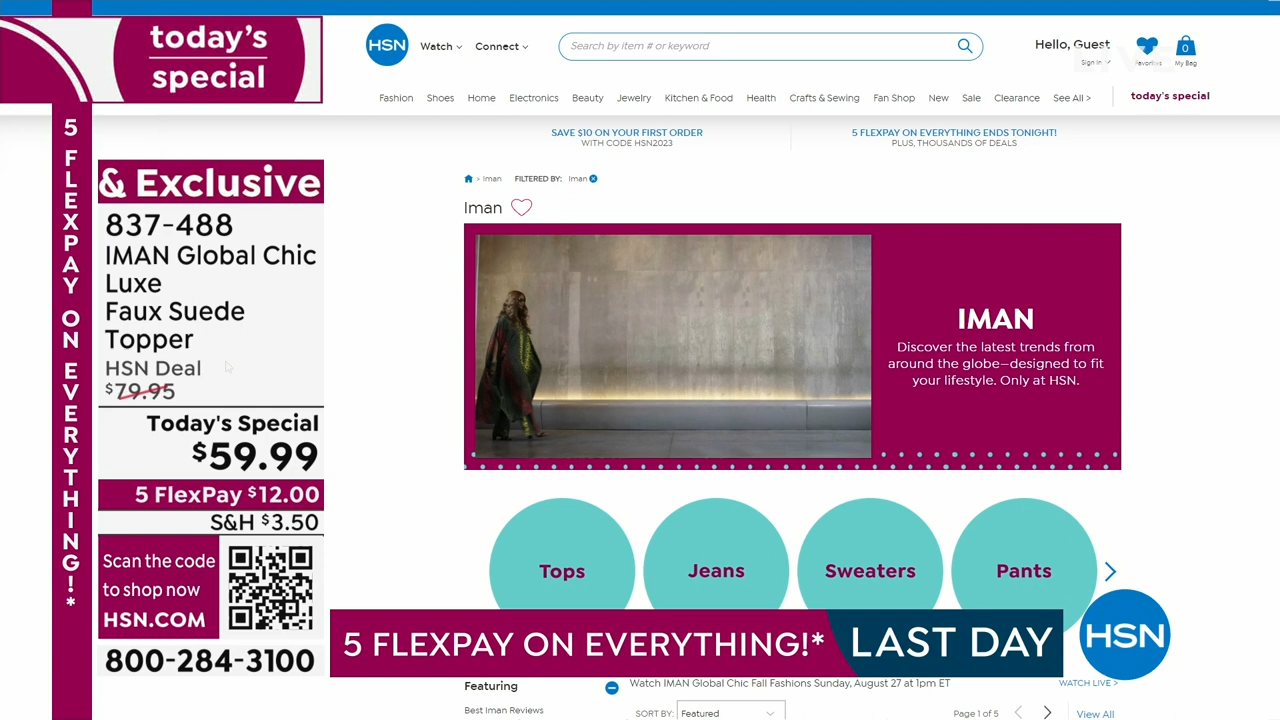 today's
special
5 FLEXPAY ON EVERYTHING!*
& Exclusive
837-488
IMAN Global Chic
Luxe
Faux Suede
Topper
HSN Deal
$79.95
Today's Special
$59.99
5 FlexPay $12.00
S&H $3.50
Scan the code
to shop now
HSN.COM
800-284-3100
HSN
Watch
Connect
Search by item # or keyword
Hello, Guest
Sign In
Favorites
0
My Bag
Fashion Shoes Home Electronics Beauty Jewelry Kitchen & Food Health Crafts & Sewing Fan Shop New Sale Clearance See All > today's special
SAVE $10 ON YOUR FIRST ORDER
WITH CODE HSN2023
5 FLEXPAY ON EVERYTHING ENDS TONIGHT!
PLUS, THOUSANDS OF DEALS
> Iman FILTERED BY: Iman
Iman
IMAN
Discover the latest trends from
around the globe—designed to fit
your lifestyle. Only at HSN.
Tops Jeans Sweaters Pants
5 FLEXPAY ON EVERYTHING!* LAST DAY HSN
Featuring
Watch IMAN Global Chic Fall Fashions Sunday, August 27 at 1pm ET WATCH LIVE >
Best Iman Reviews
SORT BY: Featured
Page 1 of 5
View All